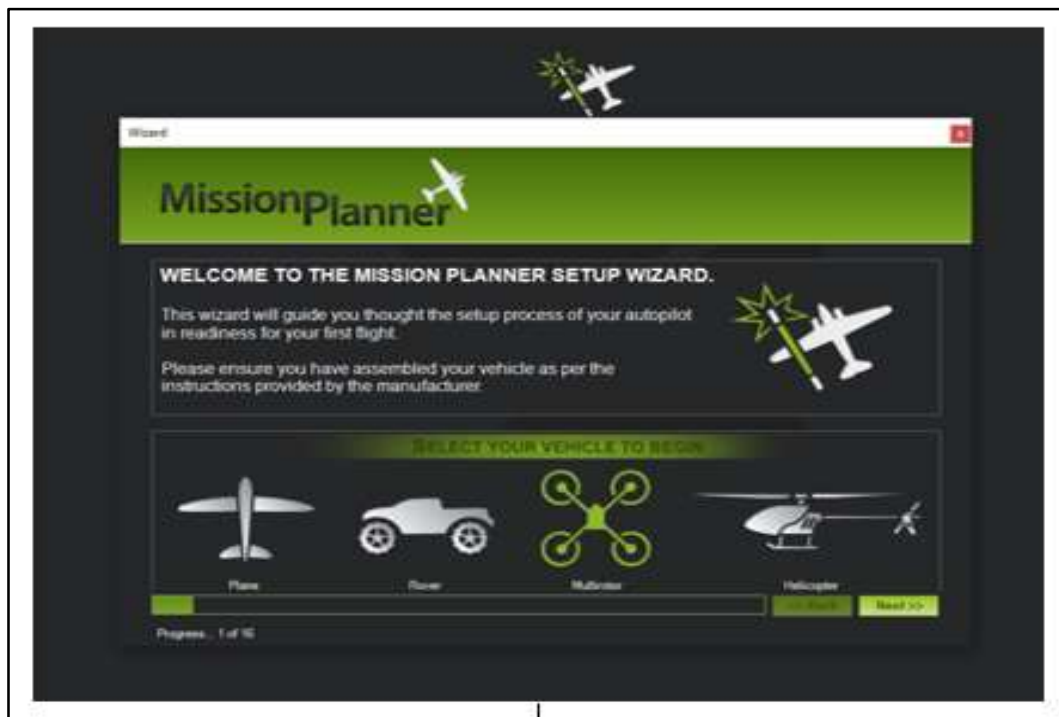 Wizard
x
MissionPlanner
WELCOME TO THE MISSION PLANNER SETUP WIZARD.
This wizard will guide you thought the setup process of your autopilot
in readiness for your first flight.
Please ensure you have assembled your vehicle as per the
instructions provided by the manufacturer.
SELECT YOUR VEHICLE TO BEGIN
Plane Rover Multirotor Helicopter
<< Back Next >>
Progress... 1 of 16